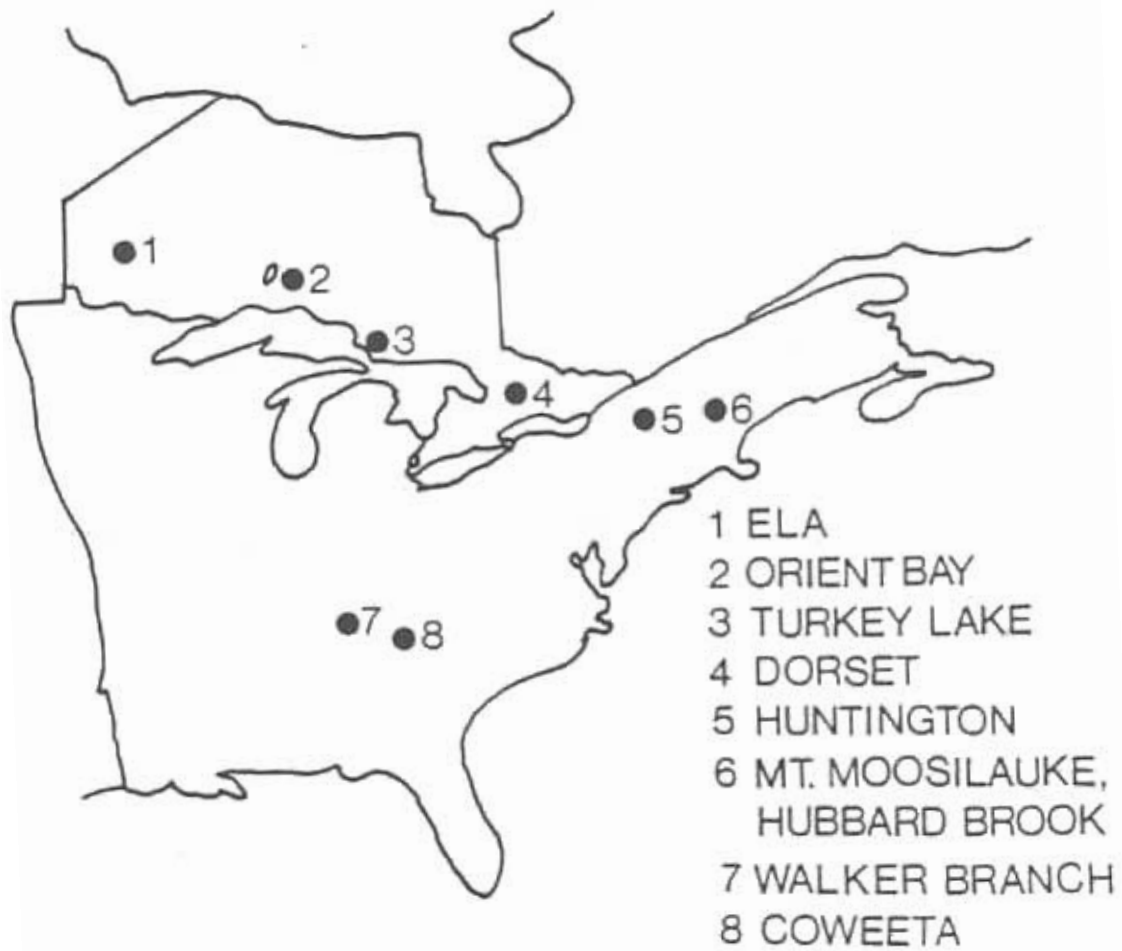 1
2
3
4
5
6
7
8
1 ELA
2 ORIENT BAY
3 TURKEY LAKE
4 DORSET
5 HUNTINGTON
6 MT. MOOSILAUKE,
HUBBARD BROOK
7 WALKER BRANCH
8 COWEETA